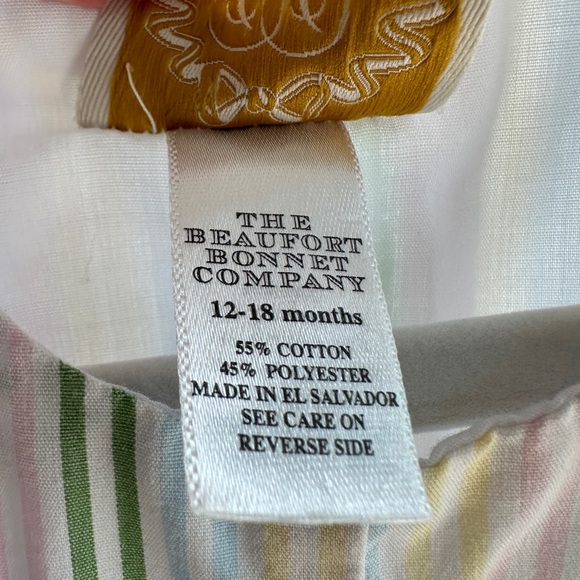 THE
BEAUFORT
BONNET
COMPANY
12-18 months
55% COTTON
45% POLYESTER
MADE IN EL SALVADOR
SEE CARE ON
REVERSE SIDE